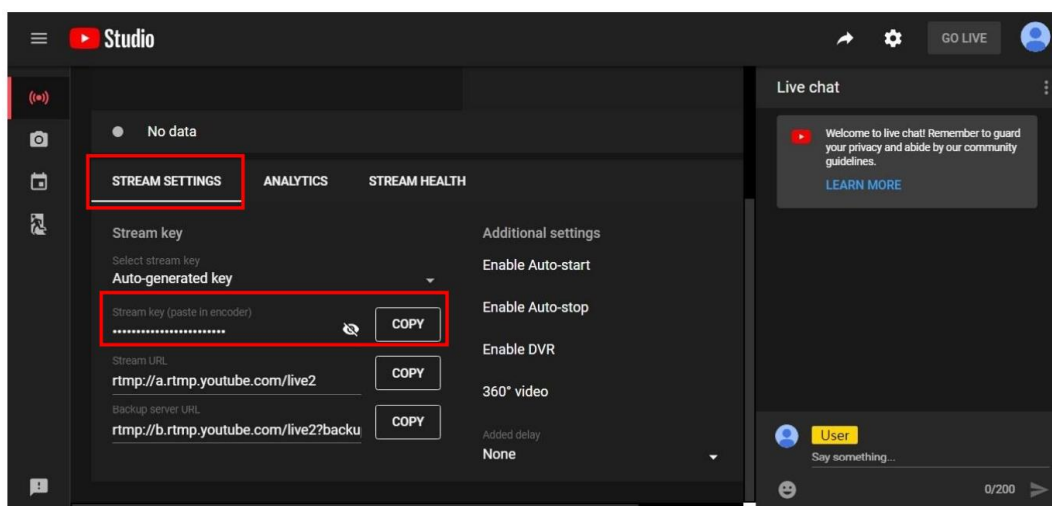 Studio
GO LIVE
No data
STREAM SETTINGS
ANALYTICS
STREAM HEALTH
Stream key
Select stream key
Auto-generated key
Stream key (paste in encoder)
••••••••••••••••••••••••
COPY
Stream URL
rtmp://a.rtmp.youtube.com/live2
COPY
Backup server URL
rtmp://b.rtmp.youtube.com/live2?backu
COPY
Additional settings
Enable Auto-start
Enable Auto-stop
Enable DVR
360° video
Added delay
None
Live chat
Welcome to live chat! Remember to guard
your privacy and abide by our community
guidelines.
LEARN MORE
User
Say something...
0/200